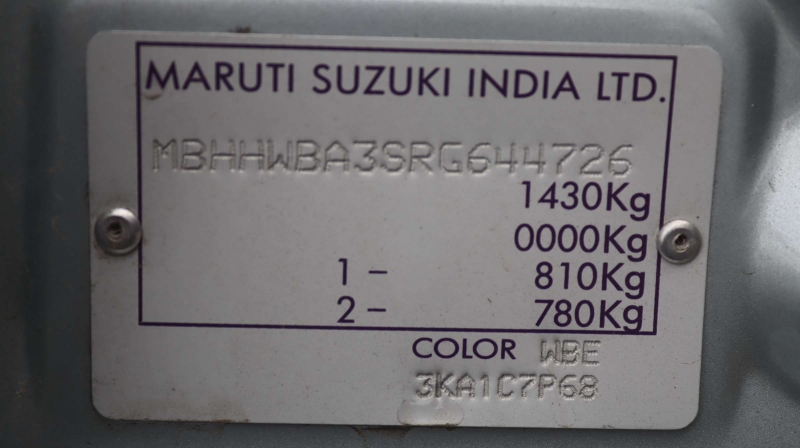 MARUTI SUZUKI INDIA LTD.
MBHHWBA3SRG644726
1430Kg
0000Kg
1 – 810Kg
2 – 780Kg
COLOR WBE
3KA1C7P68